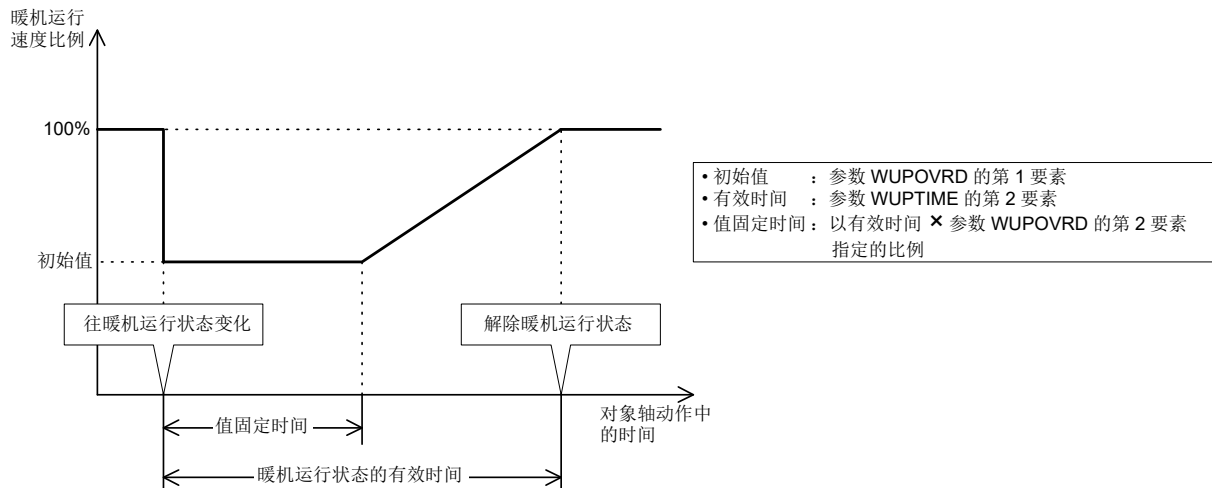 暖机运行
速度比例
100%
• 初始值 ：参数 WUPOVRD 的第 1 要素
• 有效时间 ：参数 WUPTIME 的第 2 要素
• 值固定时间：以有效时间 × 参数 WUPOVRD 的第 2 要素
指定的比例
初始值
往暖机运行状态变化
解除暖机运行状态
对象轴动作中
的时间
值固定时间
暖机运行状态的有效时间